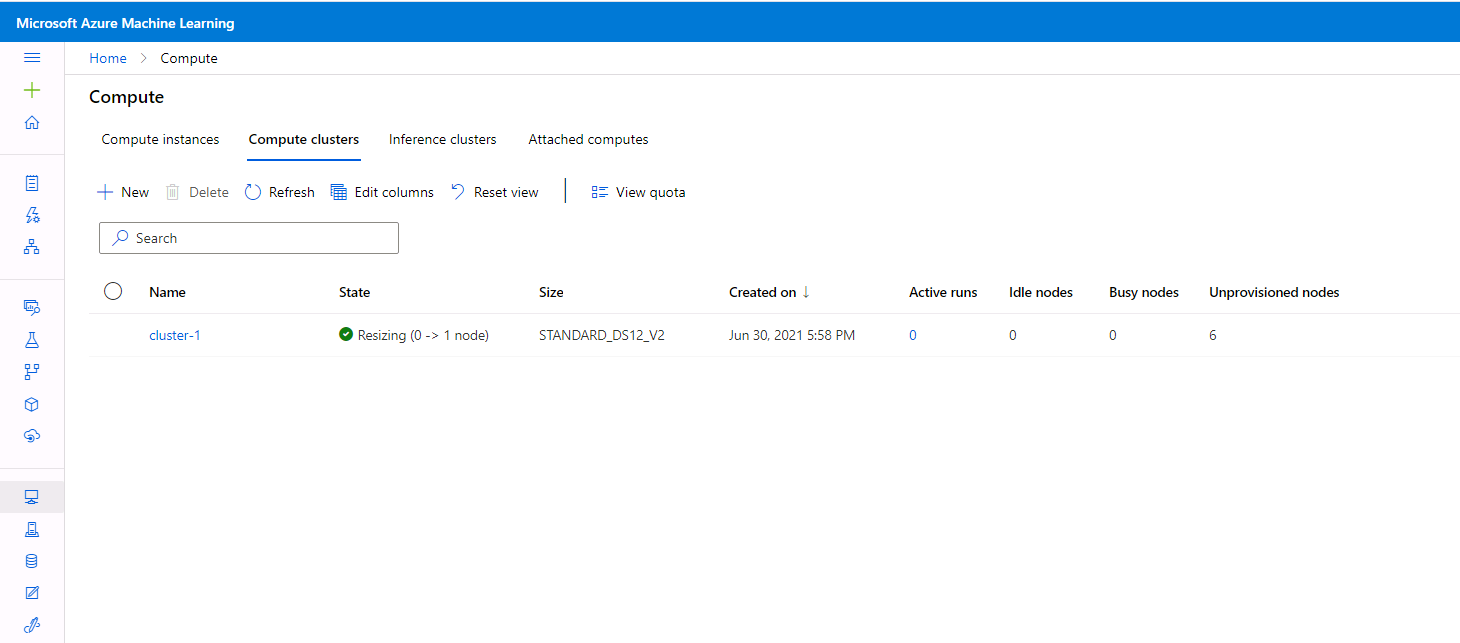 Microsoft Azure Machine Learning
Home > Compute
Compute
Compute instances Compute clusters Inference clusters Attached computes
New Delete Refresh Edit columns Reset view View quota
Search
Name State Size Created on ↓ Active runs Idle nodes Busy nodes Unprovisioned nodes
cluster-1 Resizing (0 -> 1 node) STANDARD_DS12_V2 Jun 30, 2021 5:58 PM 0 0 0 6